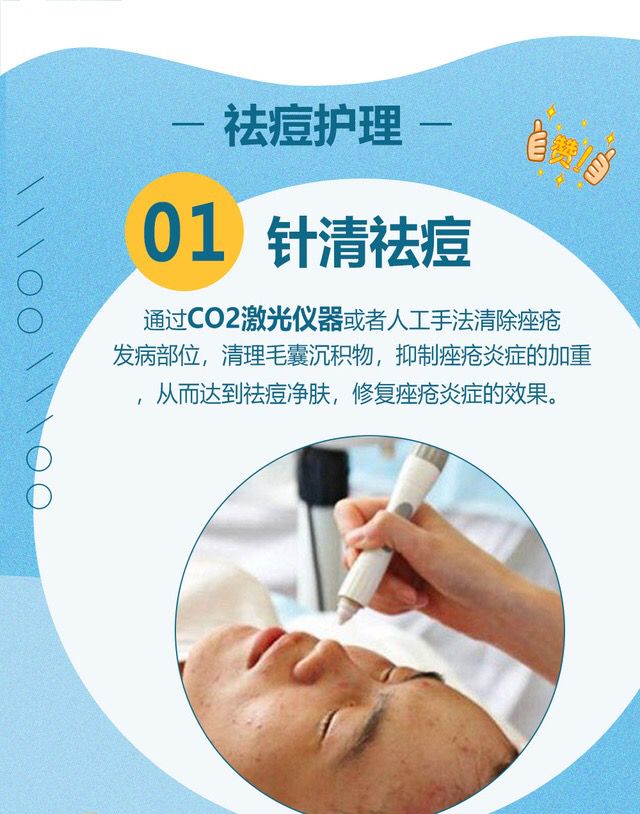 祛痘护理
赞!
01 针清祛痘
通过CO2激光仪器或者人工手法清除痤疮
发病部位，清理毛囊沉积物，抑制痤疮炎症的加重
，从而达到祛痘净肤，修复痤疮炎症的效果。